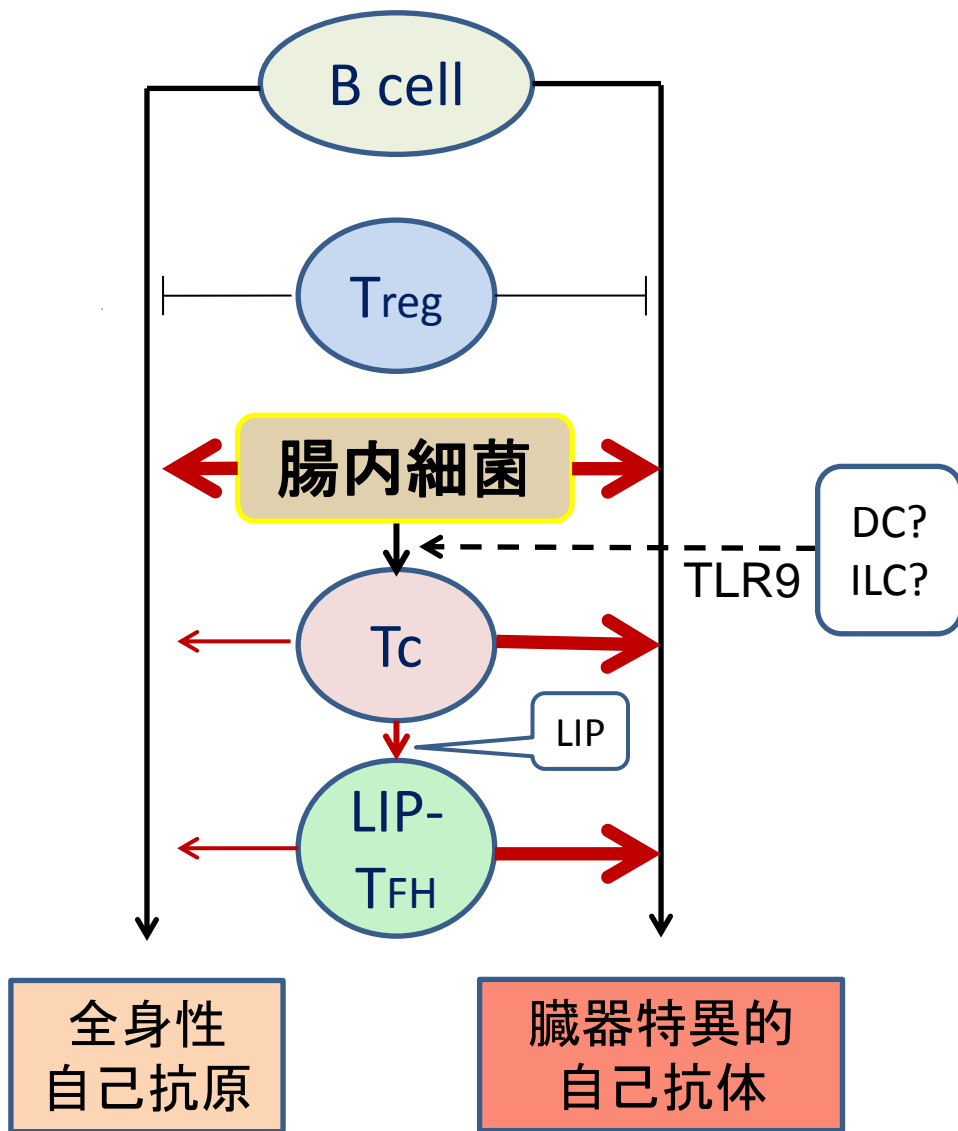 B cell
Treg
腸内細菌
DC?
ILC?
TLR9
Tc
LIP
LIP-
TFH
全身性
自己抗原
臓器特異的
自己抗体